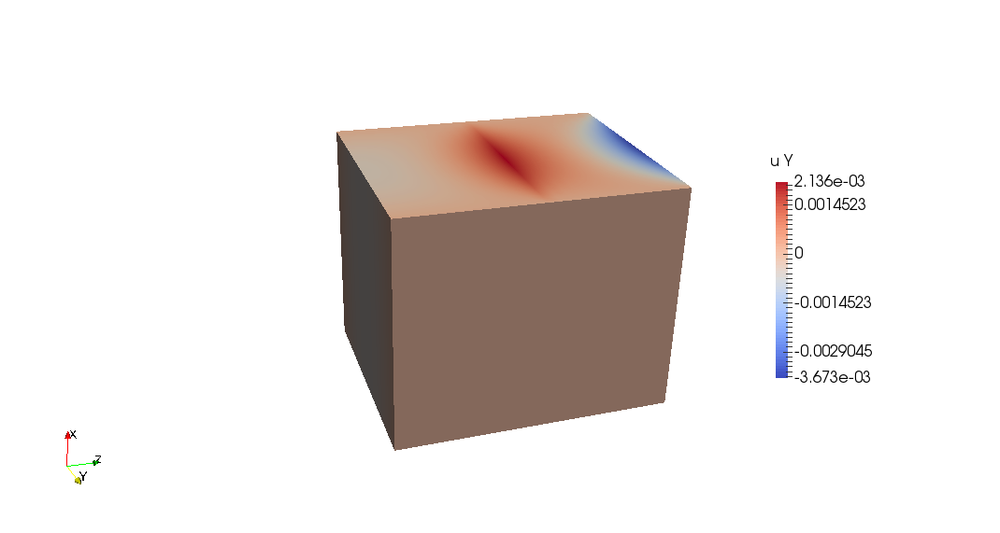 u Y
2.136e-03
0.0014523
0
-0.0014523
-0.0029045
-3.673e-03
X
Z
Y